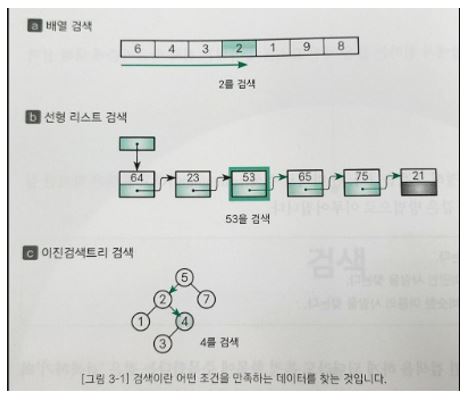 a 배열 검색
6 4 3 2 1 9 8
2를 검색
b 선형 리스트 검색
64 23 53 65 75 21
53을 검색
c 이진검색트리 검색
5
2 7
1 4
3
4를 검색
[그림 3-1] 검색이란 어떤 조건을 만족하는 데이터를 찾는 것입니다.